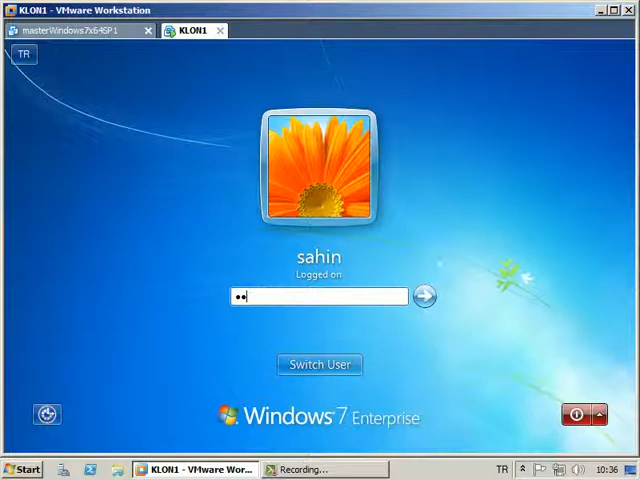 KLON1 - VMware Workstation
masterWindows7x64SP1
KLON1
TR
sahin
Logged on
Switch User
Windows 7 Enterprise
Start
KLON1 - VMware Wor...
Recording...
TR
10:36